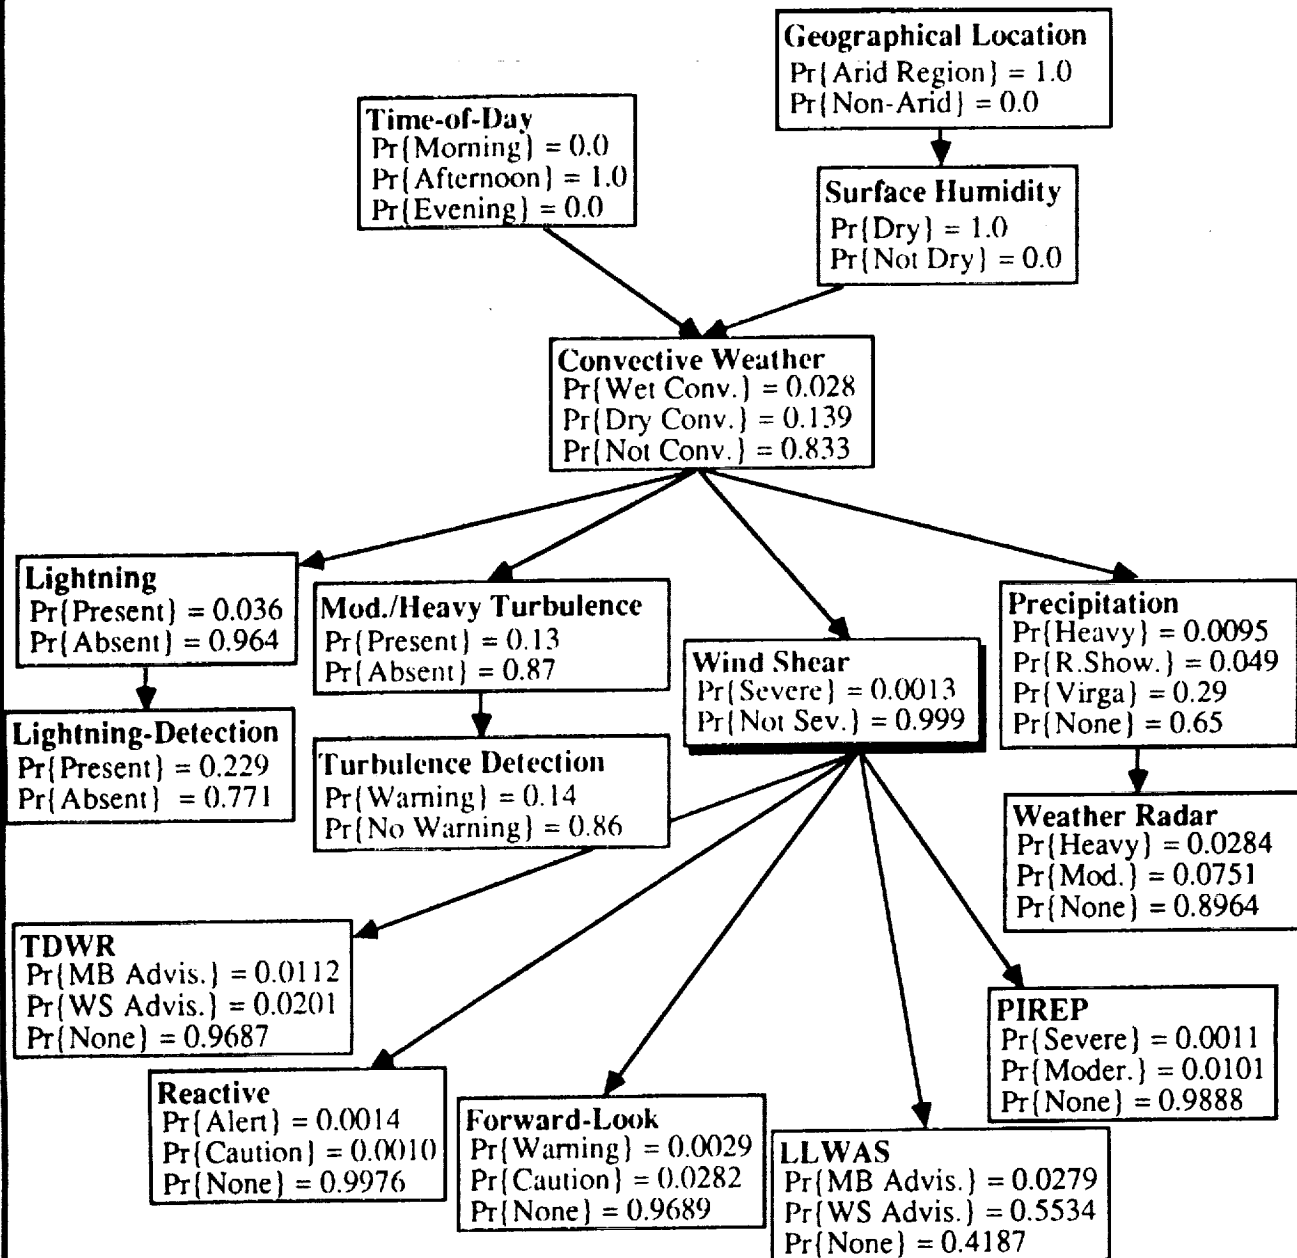 Geographical Location
Pr{Arid Region} = 1.0
Pr{Non-Arid} = 0.0
Time-of-Day
Pr{Morning} = 0.0
Pr{Afternoon} = 1.0
Pr{Evening} = 0.0
Surface Humidity
Pr{Dry} = 1.0
Pr{Not Dry} = 0.0
Convective Weather
Pr{Wet Conv.} = 0.028
Pr{Dry Conv.} = 0.139
Pr{Not Conv.} = 0.833
Lightning
Pr{Present} = 0.036
Pr{Absent} = 0.964
Mod./Heavy Turbulence
Pr{Present} = 0.13
Pr{Absent} = 0.87
Wind Shear
Pr{Severe} = 0.0013
Pr{Not Sev.} = 0.999
Precipitation
Pr{Heavy} = 0.0095
Pr{R.Show.} = 0.049
Pr{Virga} = 0.29
Pr{None} = 0.65
Lightning-Detection
Pr{Present} = 0.229
Pr{Absent} = 0.771
Turbulence Detection
Pr{Warning} = 0.14
Pr{No Warning} = 0.86
Weather Radar
Pr{Heavy} = 0.0284
Pr{Mod.} = 0.0751
Pr{None} = 0.8964
TDWR
Pr{MB Advis.} = 0.0112
Pr{WS Advis.} = 0.0201
Pr{None} = 0.9687
Reactive
Pr{Alert} = 0.0014
Pr{Caution} = 0.0010
Pr{None} = 0.9976
Forward-Look
Pr{Warning} = 0.0029
Pr{Caution} = 0.0282
Pr{None} = 0.9689
LLWAS
Pr{MB Advis.} = 0.0279
Pr{WS Advis.} = 0.5534
Pr{None} = 0.4187
PIREP
Pr{Severe} = 0.0011
Pr{Moder.} = 0.0101
Pr{None} = 0.9888